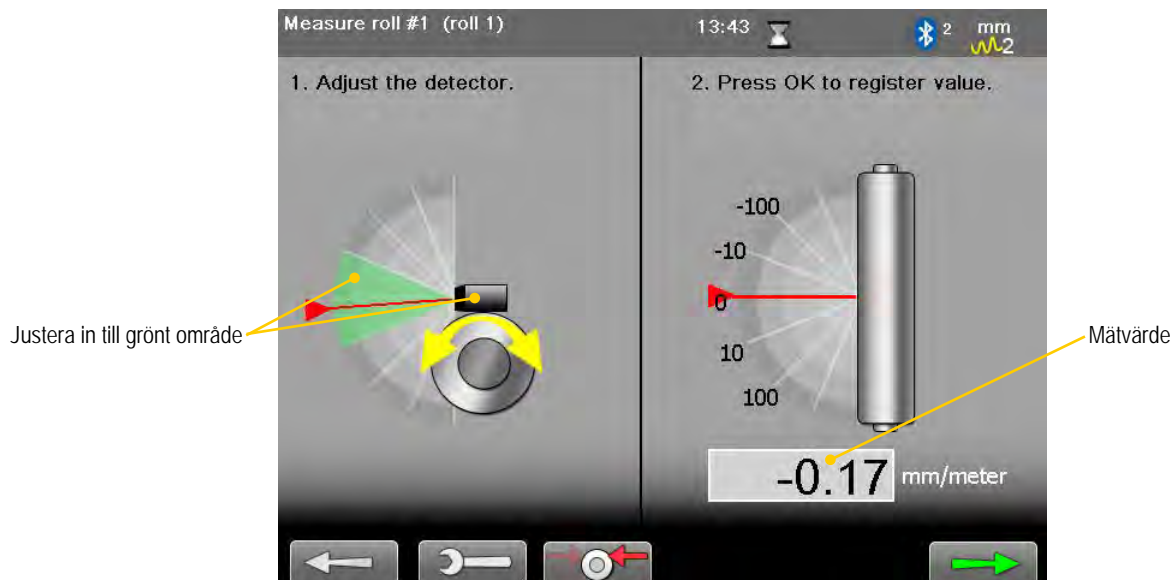 Measure roll #1 (roll 1)
13:43
2
mm
2
1. Adjust the detector.
2. Press OK to register value.
-100
-10
0
10
100
Justera in till grönt område
Mätvärde
-0.17 mm/meter